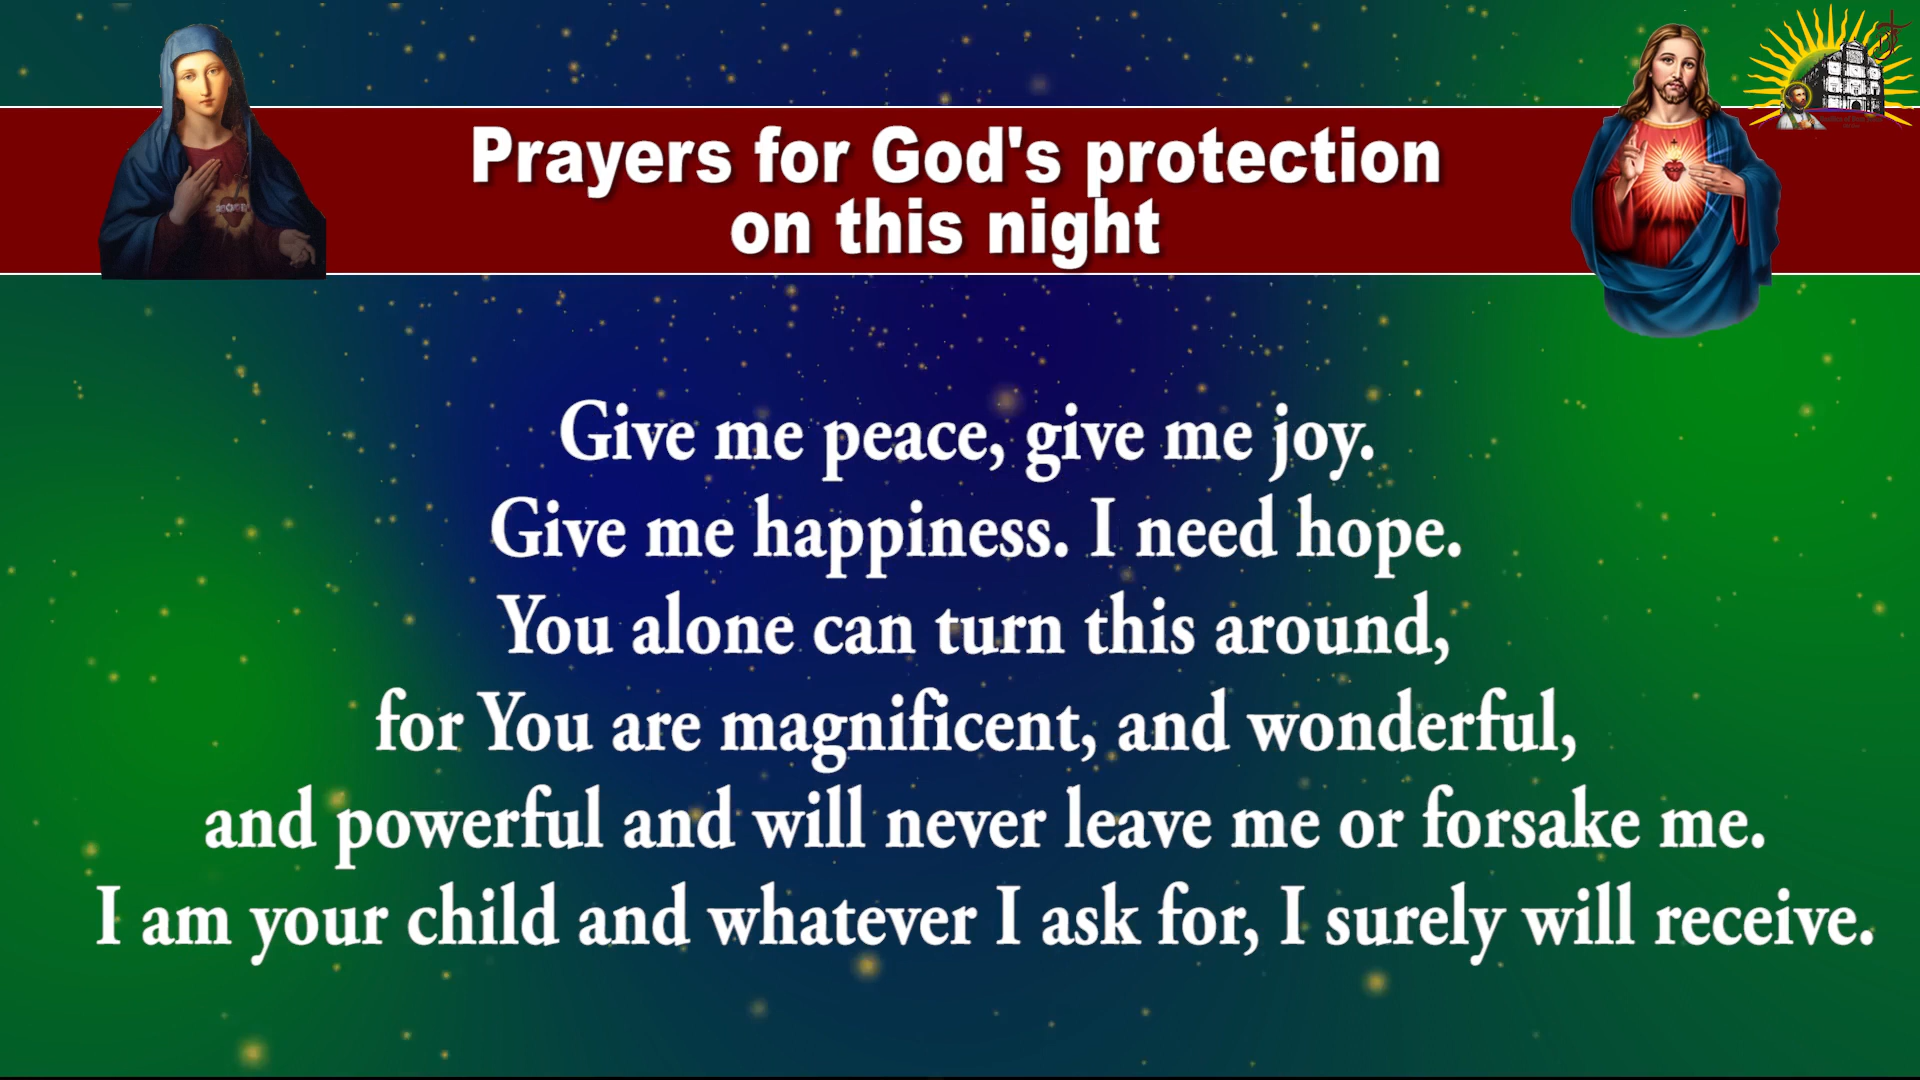 Prayers for God's protection
on this night
Give me peace, give me joy.
Give me happiness. I need hope.
You alone can turn this around,
for You are magnificent, and wonderful,
and powerful and will never leave me or forsake me.
I am your child and whatever I ask for, I surely will receive.